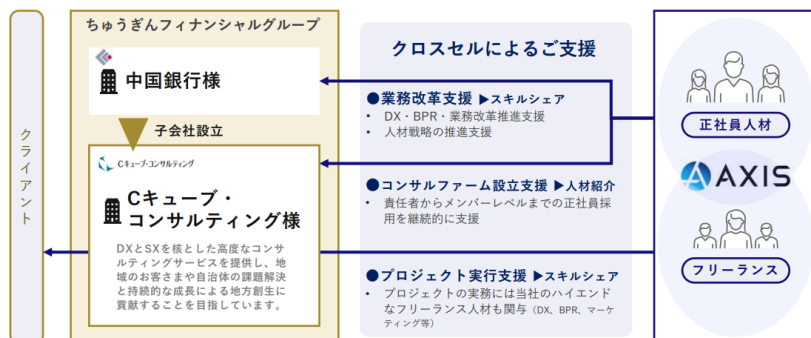 クライアント
ちゅうぎんフィナンシャルグループ
中国銀行様
子会社設立
Cキューブ・コンサルティング
Cキューブ・
コンサルティング様
DXとSXを核とした高度なコンサ
ルティングサービスを提供し、地
域のお客さまや自治体の課題解決
と持続的な成長による地方創生に
貢献することを目指しています。
クロスセルによるご支援
●業務改革支援 ▶スキルシェア
• DX・BPR・業務改革推進支援
• 人材戦略の推進支援
●コンサルファーム設立支援 ▶人材紹介
• 責任者からメンバーレベルまでの正社員採
用を継続的に支援
●プロジェクト実行支援 ▶スキルシェア
• プロジェクトの実務には当社のハイエンド
なフリーランス人材も関与（DX、BPR、マーケ
ティング等）
正社員人材
AXIS
フリーランス